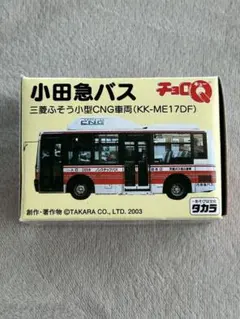 小田急バス
チョロQ
三菱ふそう小型CNG車両(KK-ME17DF)
CNG
創作・著作物 ©TAKARA CO., LTD. 2003
タカラ